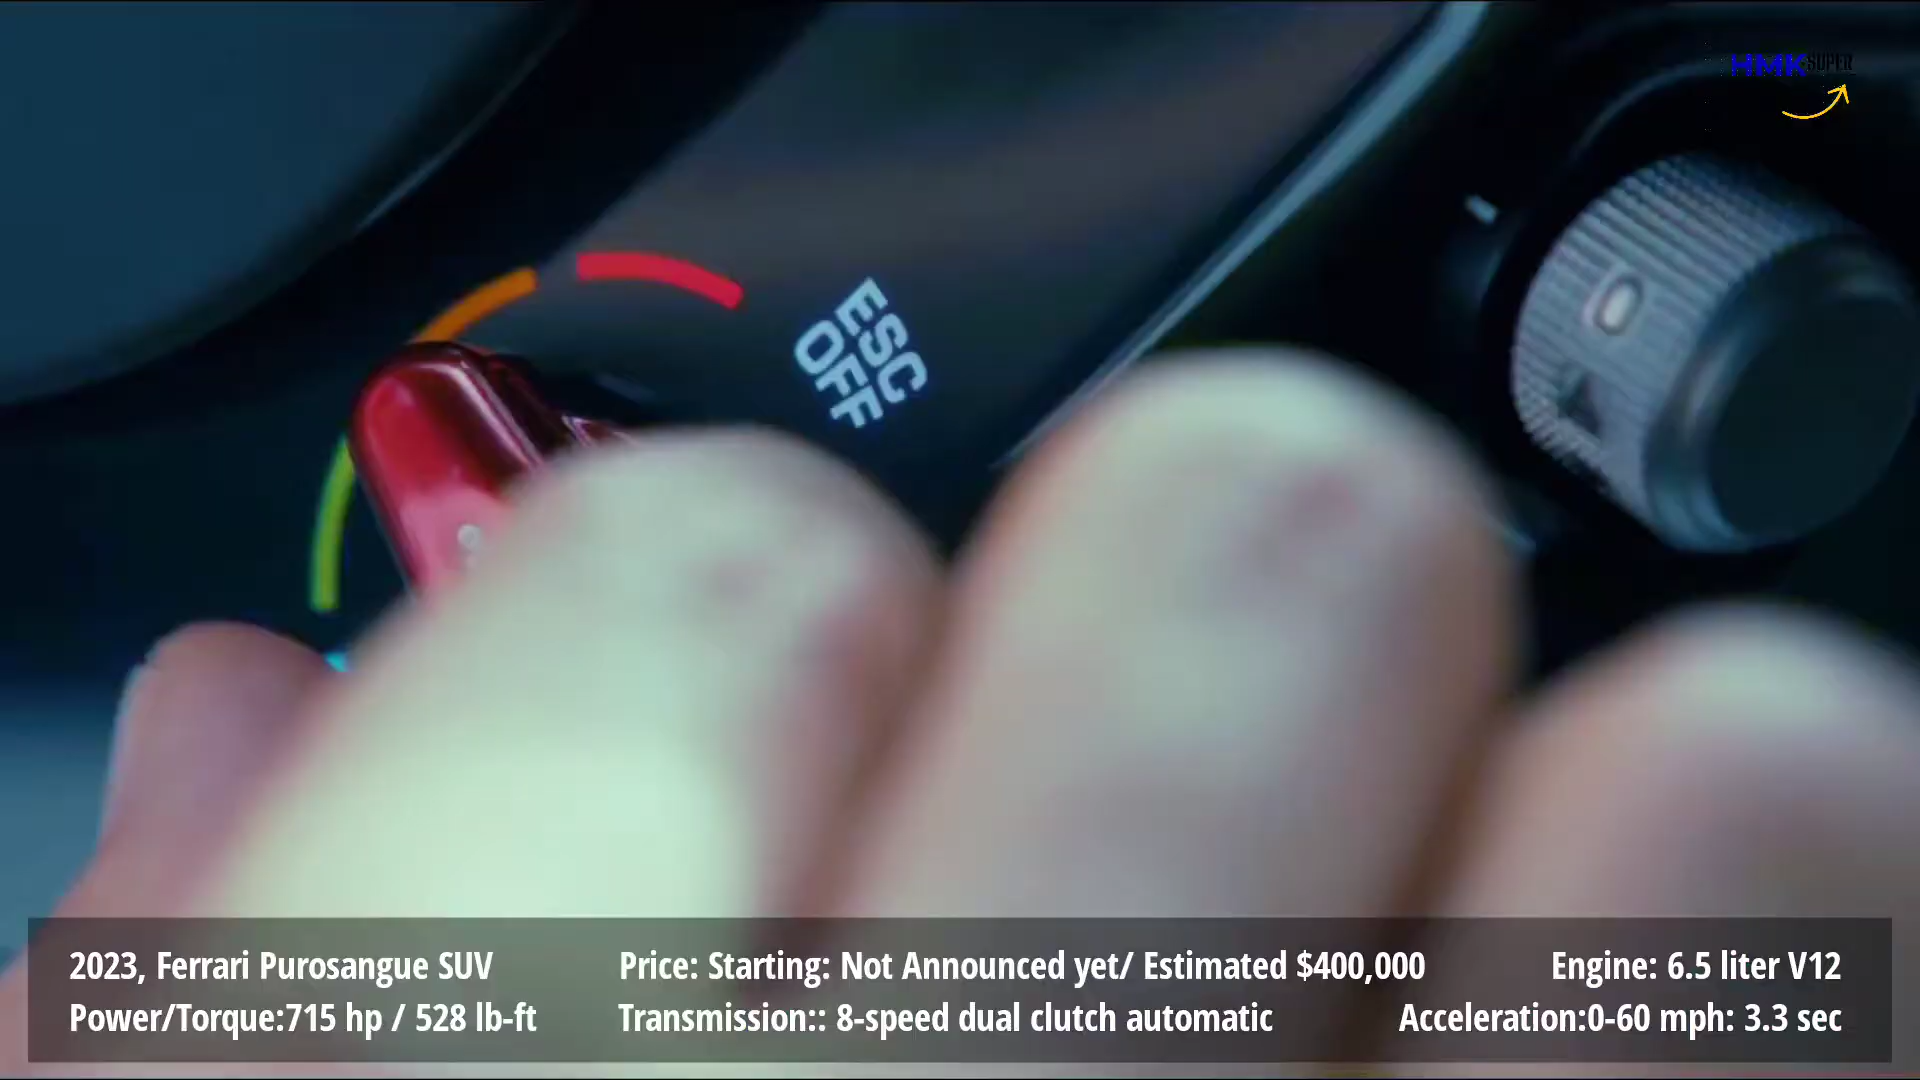 HMK SUPER
ESC
OFF
0
2023, Ferrari Purosangue SUV
Price: Starting: Not Announced yet/ Estimated $400,000
Engine: 6.5 liter V12
Power/Torque:715 hp / 528 lb-ft
Transmission:: 8-speed dual clutch automatic
Acceleration:0-60 mph: 3.3 sec